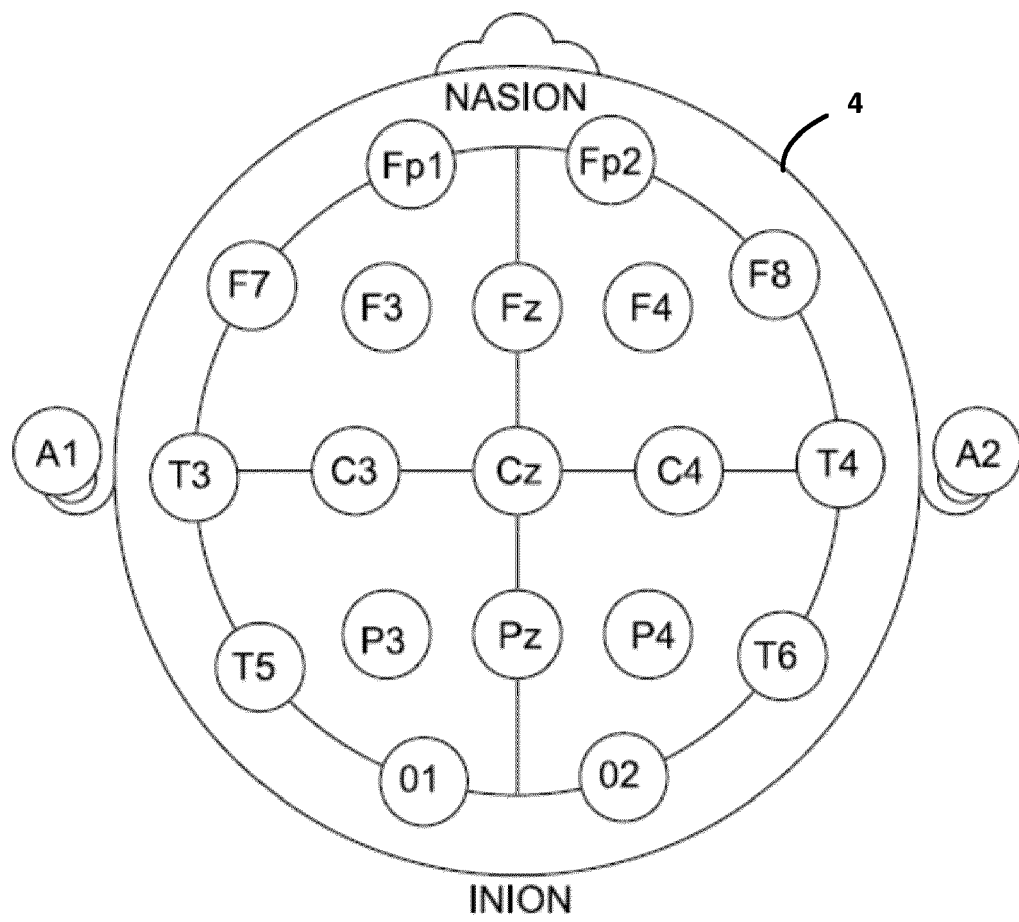 NASION
4
Fp1 Fp2
F7 F3 Fz F4 F8
A1 T3 C3 Cz C4 T4 A2
T5 P3 Pz P4 T6
01 02
INION